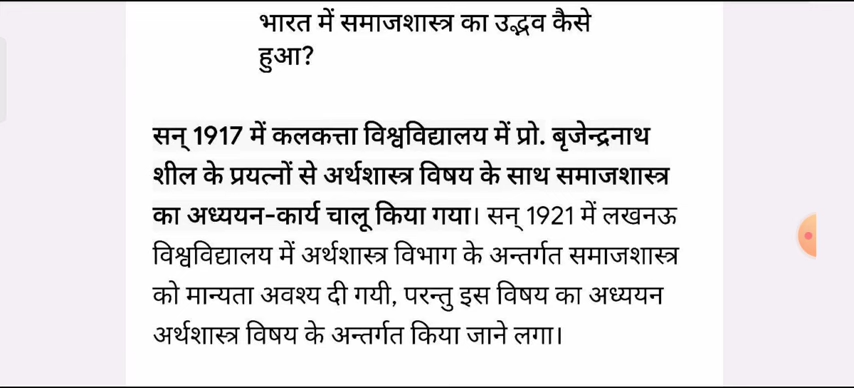 भारत में समाजशास्त्र का उद्भव कैसे
हुआ?
सन् 1917 में कलकत्ता विश्वविद्यालय में प्रो. बृजेन्द्रनाथ
शील के प्रयत्नों से अर्थशास्त्र विषय के साथ समाजशास्त्र
का अध्ययन-कार्य चालू किया गया। सन् 1921 में लखनऊ
विश्वविद्यालय में अर्थशास्त्र विभाग के अन्तर्गत समाजशास्त्र
को मान्यता अवश्य दी गयी, परन्तु इस विषय का अध्ययन
अर्थशास्त्र विषय के अन्तर्गत किया जाने लगा।